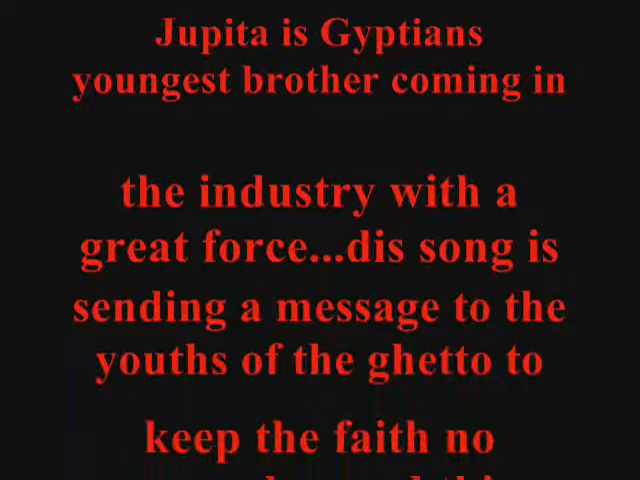 Jupita is Gyptians
youngest brother coming in
the industry with a
great force...dis song is
sending a message to the
youths of the ghetto to
keep the faith no